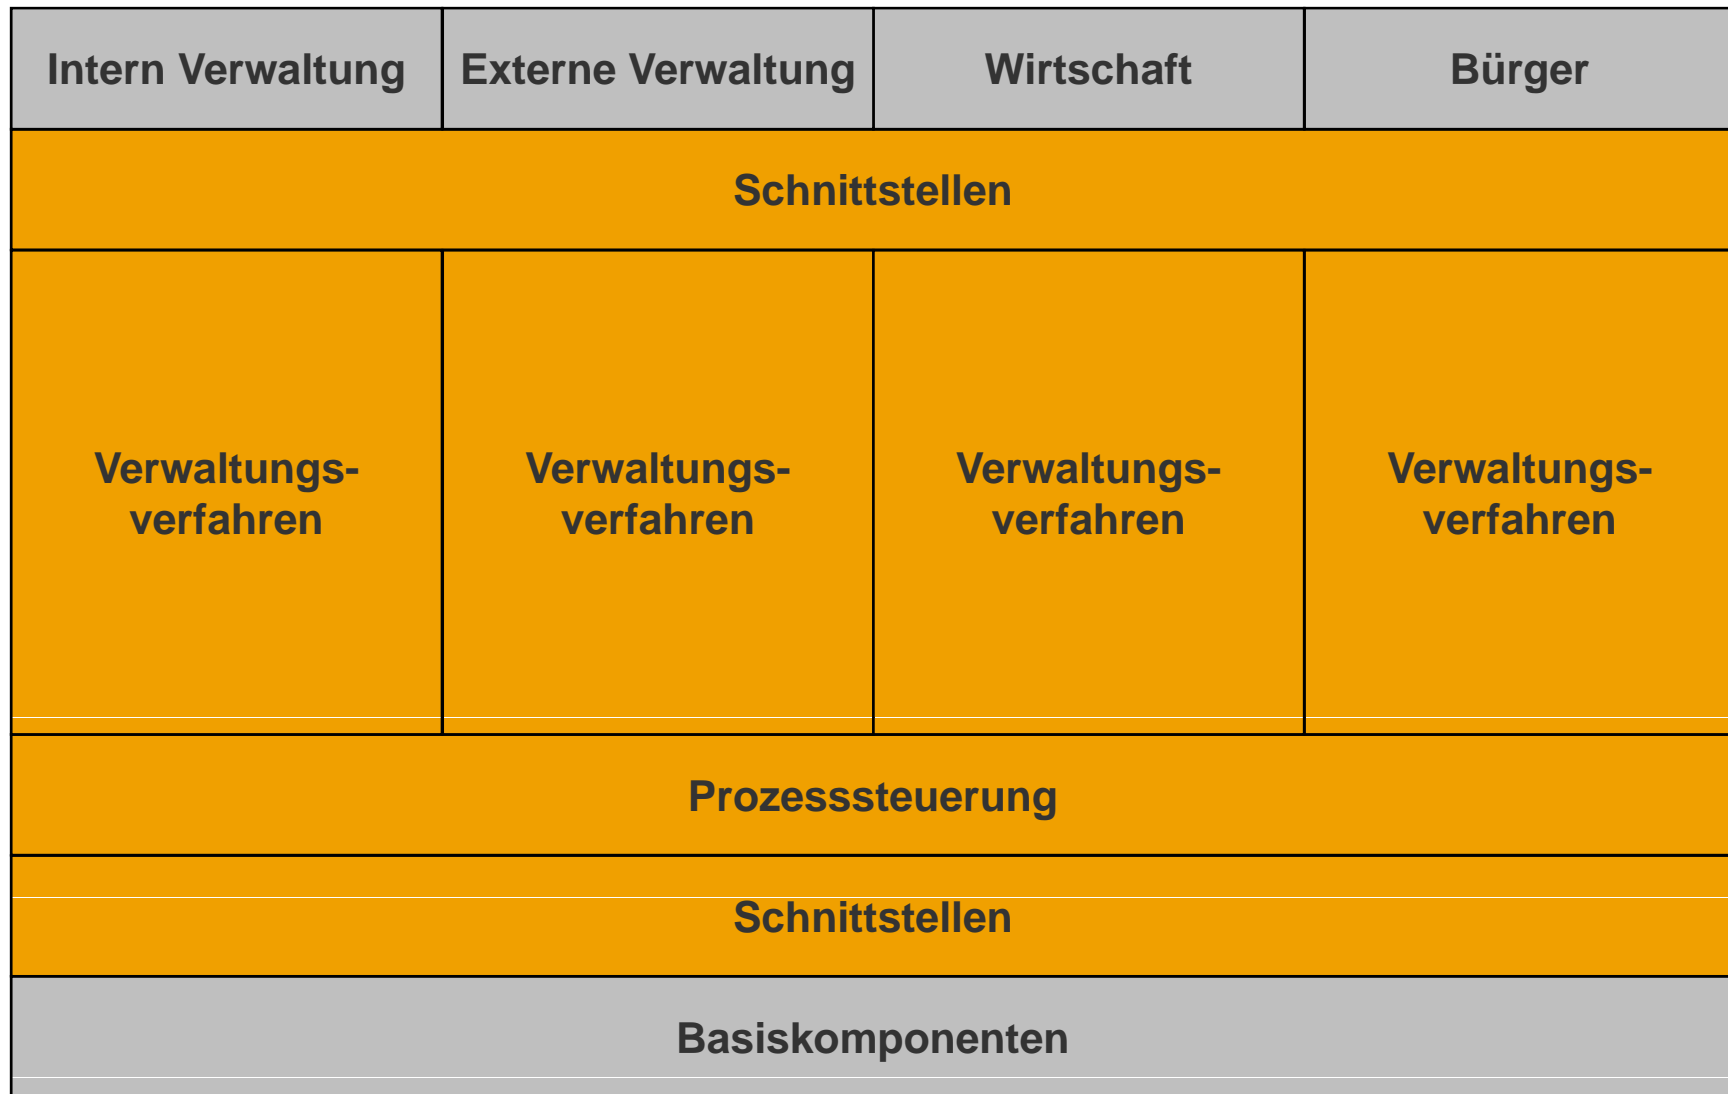 Intern Verwaltung
Externe Verwaltung
Wirtschaft
Bürger
Schnittstellen
Verwaltungs-
verfahren
Verwaltungs-
verfahren
Verwaltungs-
verfahren
Verwaltungs-
verfahren
Prozesssteuerung
Schnittstellen
Basiskomponenten